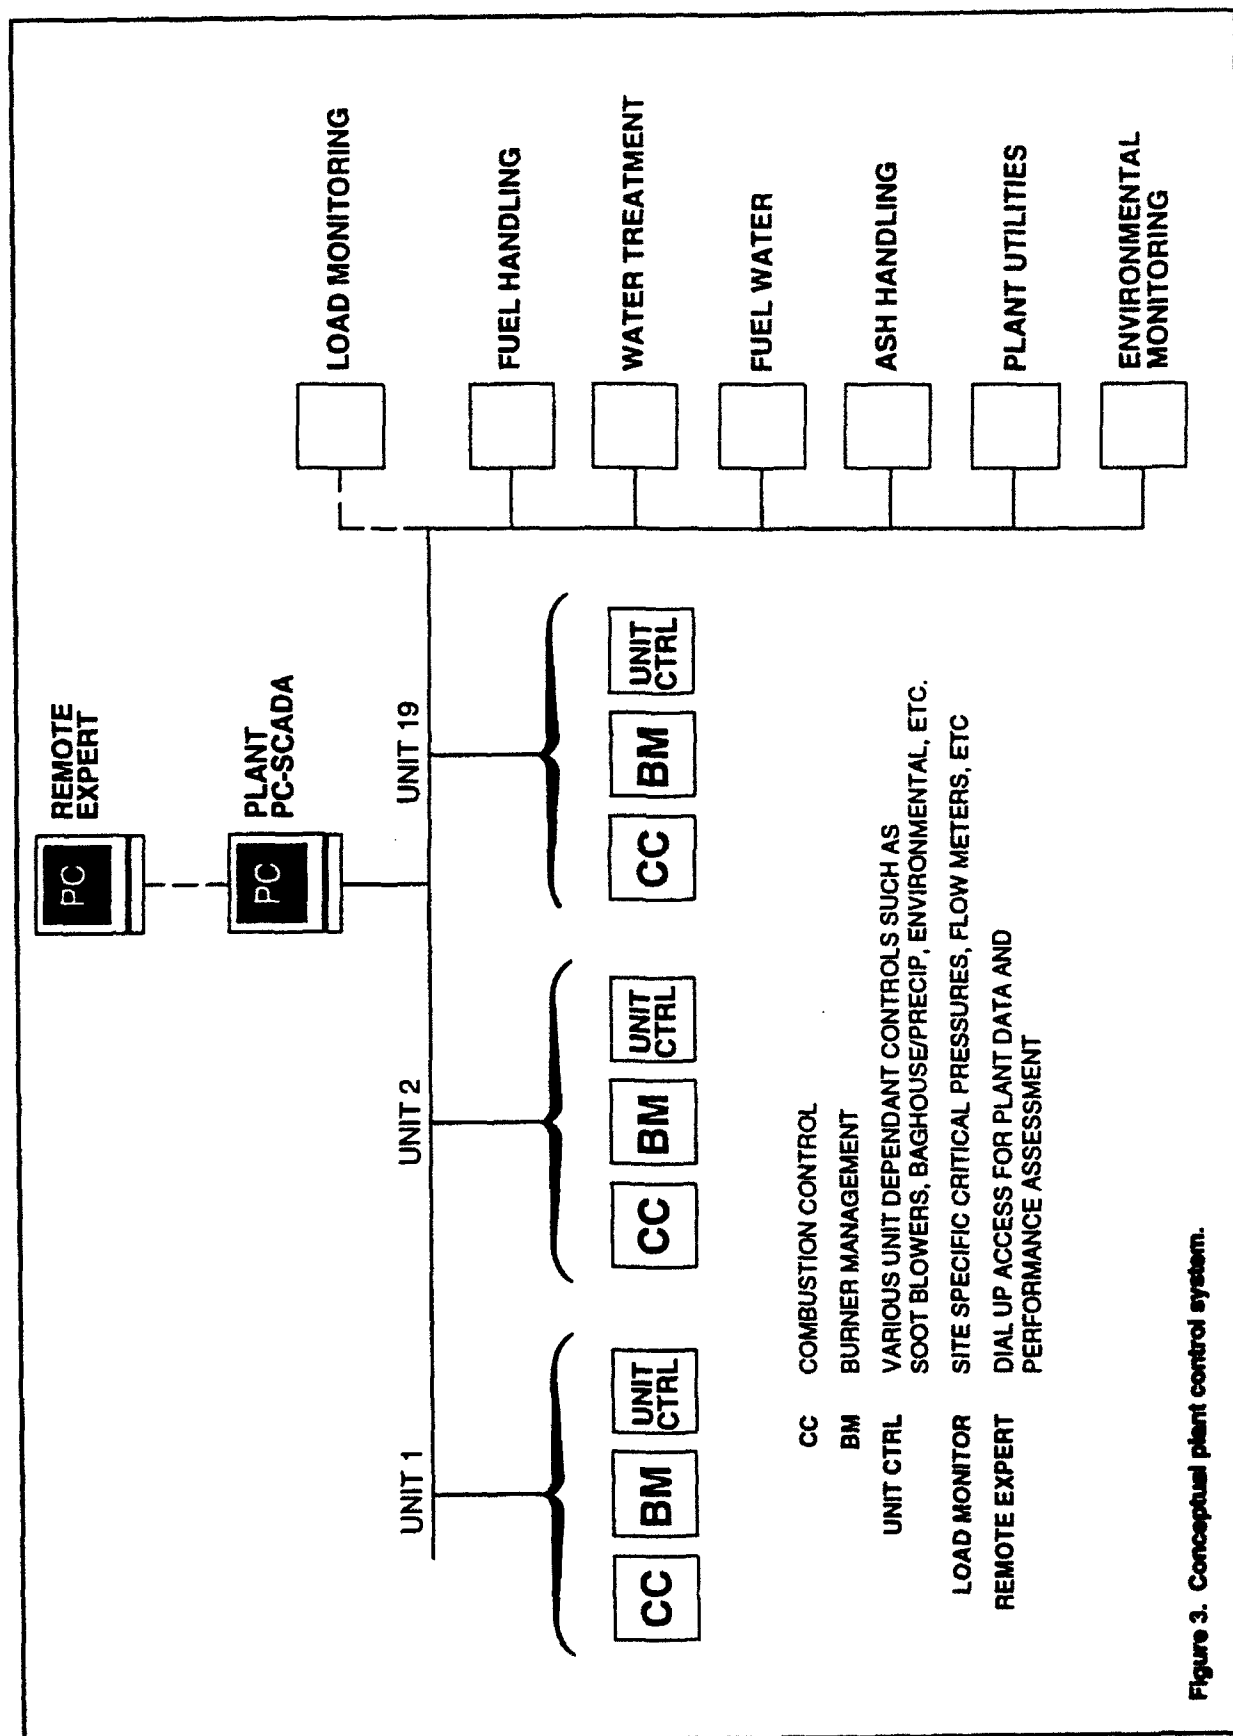 REMOTE
EXPERT
PC
PLANT
PC-SCADA
PC
UNIT 1
UNIT 2
UNIT 19
CC
BM
UNIT
CTRL
CC
BM
UNIT
CTRL
CC
BM
UNIT
CTRL
LOAD MONITORING
FUEL HANDLING
WATER TREATMENT
FUEL WATER
ASH HANDLING
PLANT UTILITIES
ENVIRONMENTAL
MONITORING
CC COMBUSTION CONTROL
BM BURNER MANAGEMENT
UNIT CTRL VARIOUS UNIT DEPENDANT CONTROLS SUCH AS
SOOT BLOWERS, BAGHOUSE/PRECIP, ENVIRONMENTAL, ETC.
LOAD MONITOR SITE SPECIFIC CRITICAL PRESSURES, FLOW METERS, ETC
REMOTE EXPERT DIAL UP ACCESS FOR PLANT DATA AND
PERFORMANCE ASSESSMENT
Figure 3. Conceptual plant control system.